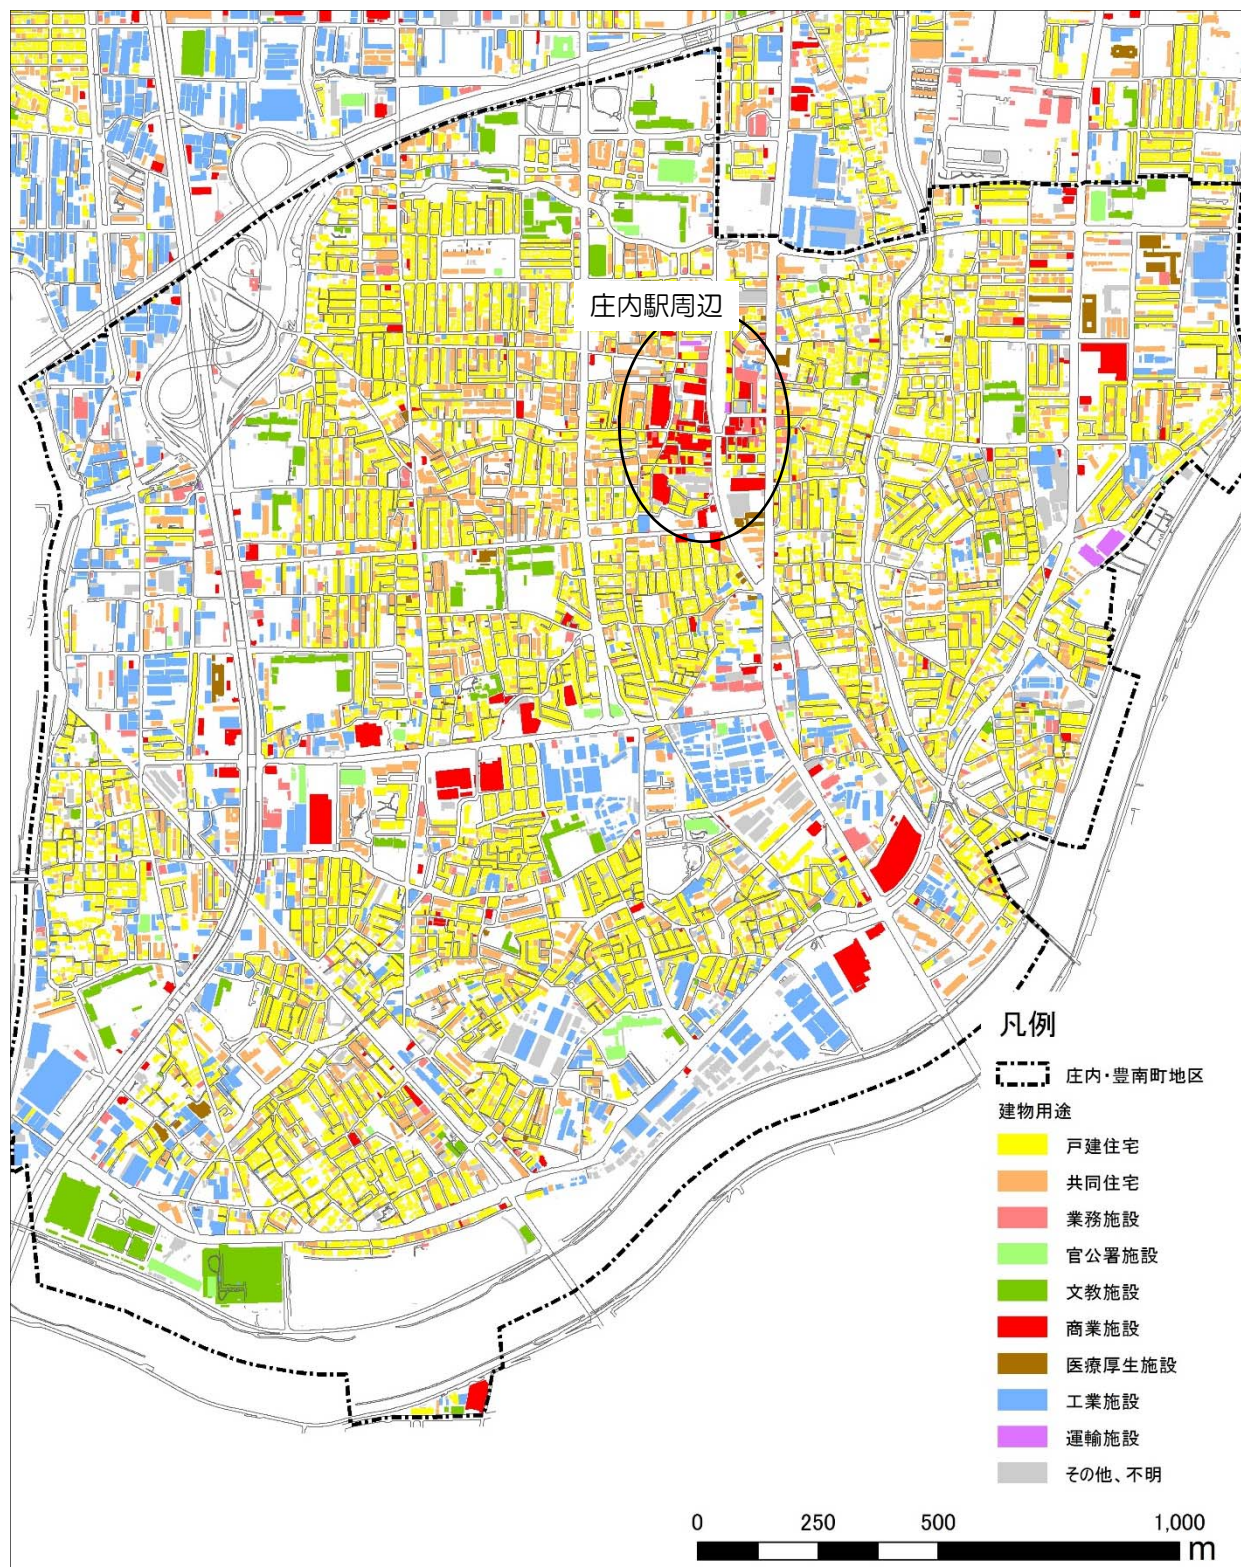 庄内駅周辺
凡例
庄内・豊南町地区
建物用途
戸建住宅
共同住宅
業務施設
官公署施設
文教施設
商業施設
医療厚生施設
工業施設
運輸施設
その他、不明
0 250 500 1,000
m